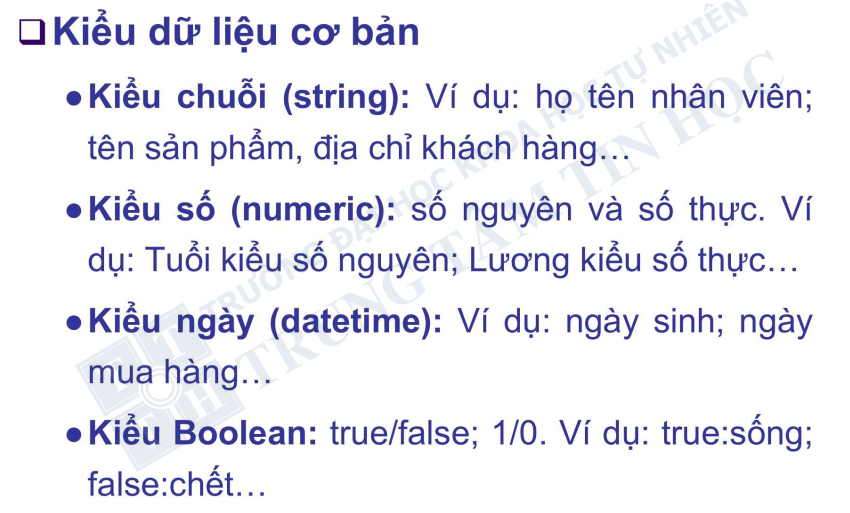 Kiểu dữ liệu cơ bản
Kiểu chuỗi (string): Ví dụ: họ tên nhân viên;
tên sản phẩm, địa chỉ khách hàng...
Kiểu số (numeric): số nguyên và số thực. Ví
dụ: Tuổi kiểu số nguyên; Lương kiểu số thực...
Kiểu ngày (datetime): Ví dụ: ngày sinh; ngày
mua hàng...
Kiểu Boolean: true/false; 1/0. Ví dụ: true:sống;
false:chết...
TRƯỜNG ĐẠI HỌC KHOA HỌC TỰ NHIÊN
TRUNG TÂM TIN HỌC